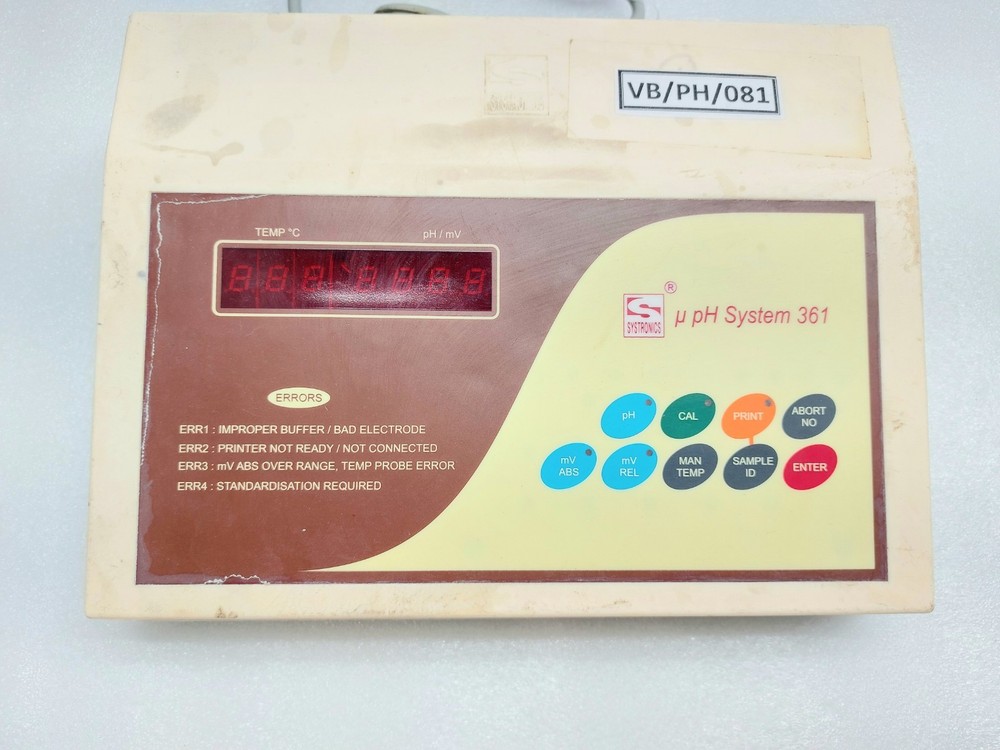 VB/PH/081
TEMP °C
pH / mV
®
SYSTRONICS
µ pH System 361
ERRORS
ERR1 : IMPROPER BUFFER / BAD ELECTRODE
ERR2 : PRINTER NOT READY / NOT CONNECTED
ERR3 : mV ABS OVER RANGE, TEMP PROBE ERROR
ERR4 : STANDARDISATION REQUIRED
pH
CAL
PRINT
ABORT
NO
mV
ABS
mV
REL
MAN
TEMP
SAMPLE
ID
ENTER